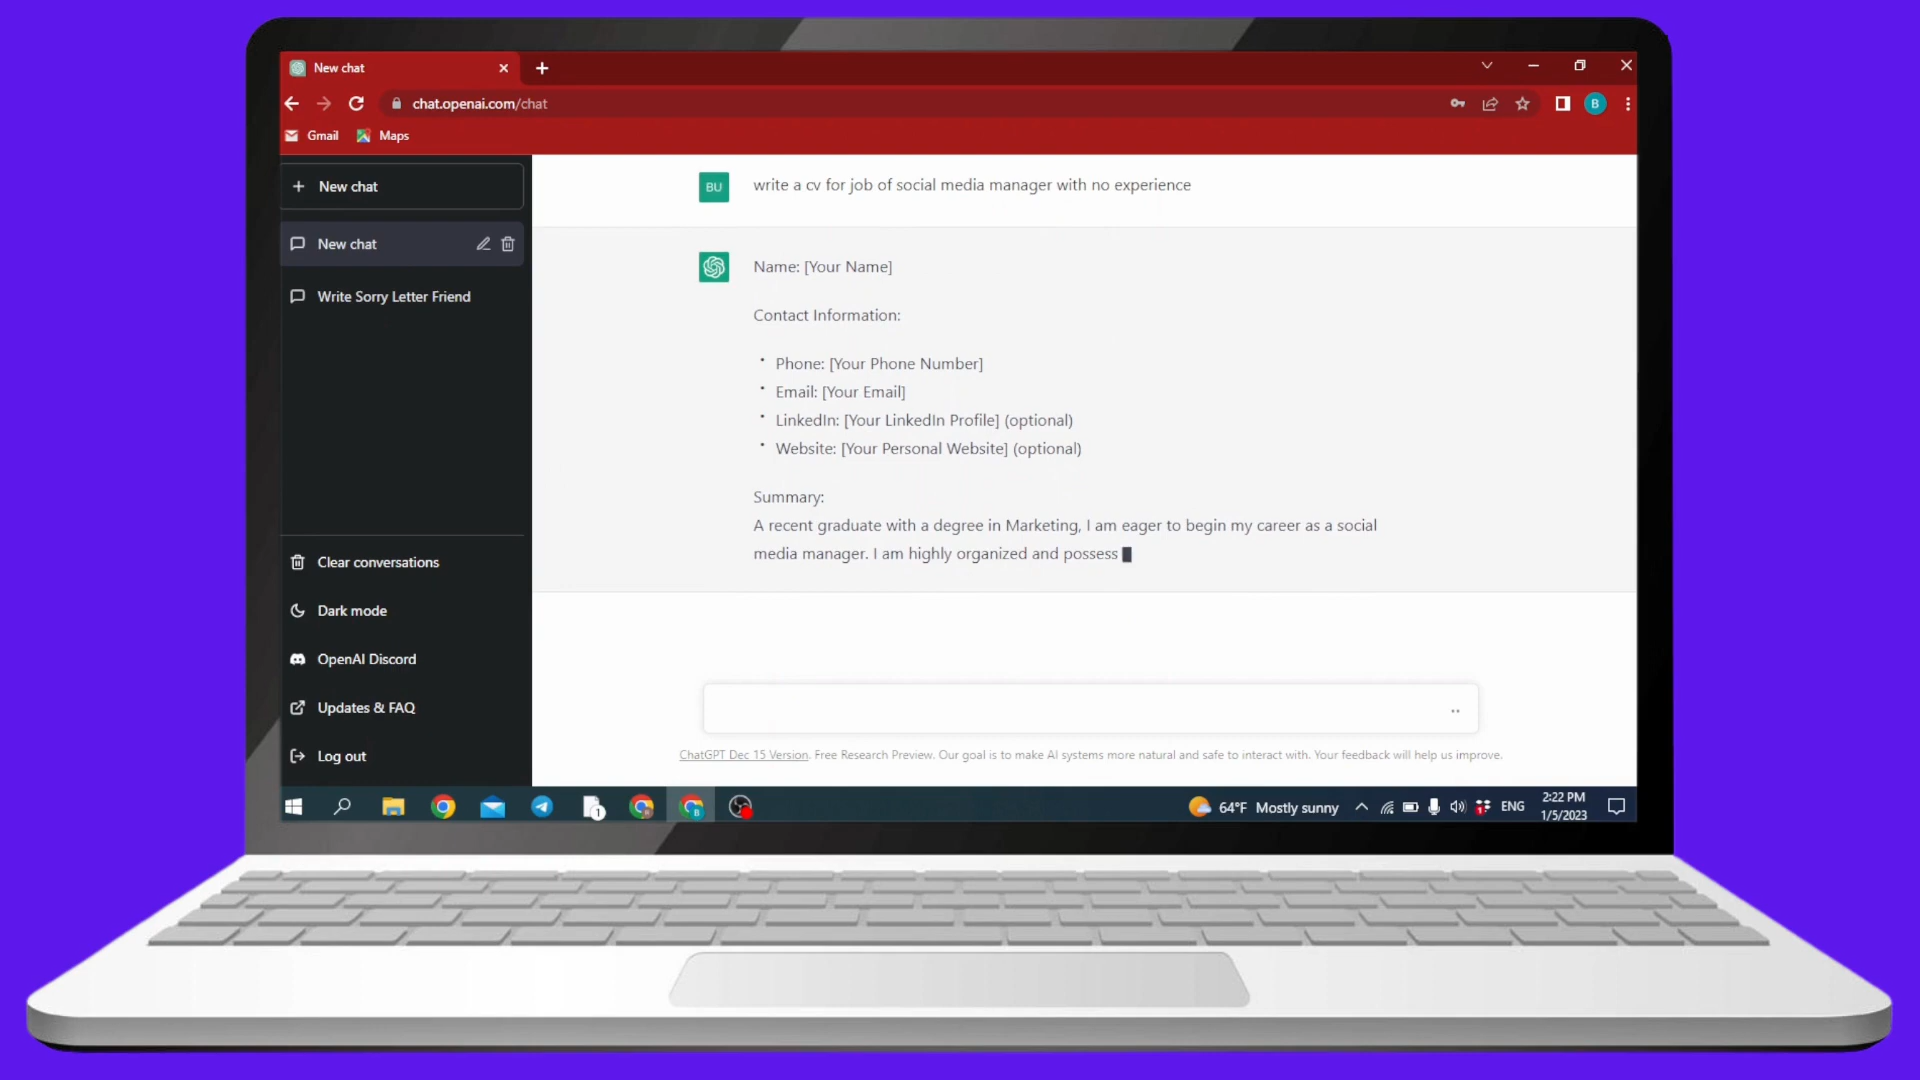 New chat
chat.openai.com/chat
B
Gmail
Maps
New chat
New chat
Write Sorry Letter Friend
Clear conversations
Dark mode
OpenAI Discord
Updates & FAQ
Log out
BU
write a cv for job of social media manager with no experience
Name: [Your Name]
Contact Information:
Phone: [Your Phone Number]
Email: [Your Email]
LinkedIn: [Your LinkedIn Profile] (optional)
Website: [Your Personal Website] (optional)
Summary:
A recent graduate with a degree in Marketing, I am eager to begin my career as a social
media manager. I am highly organized and possess
ChatGPT Dec 15 Version. Free Research Preview. Our goal is to make AI systems more natural and safe to interact with. Your feedback will help us improve.
1
B
64°F Mostly sunny
1
ENG
2:22 PM
1/5/2023